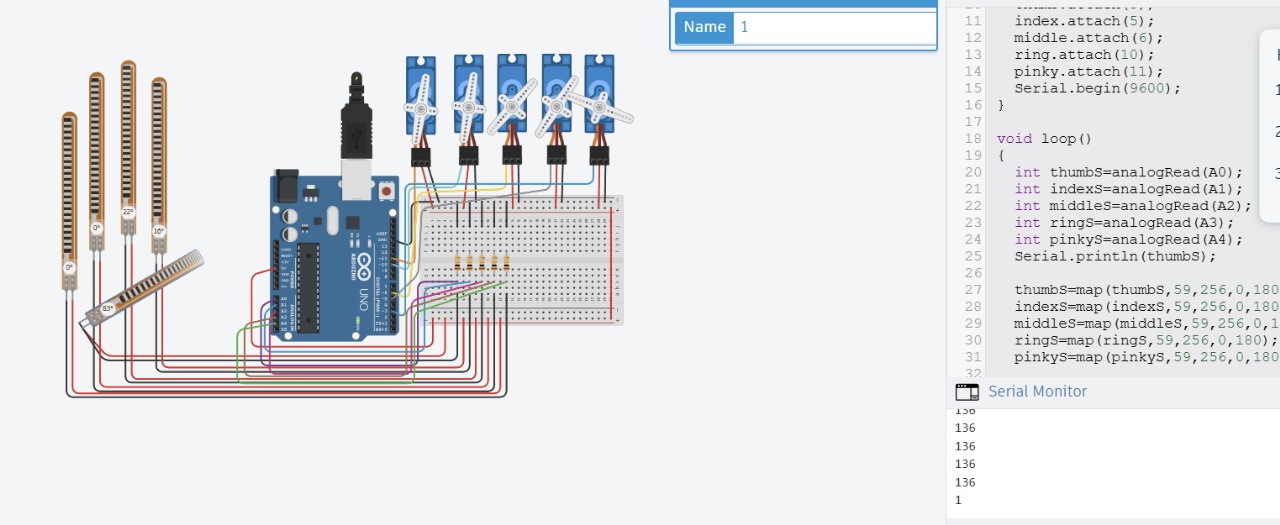 Name 1
11 index.attach(5);
12 middle.attach(6);
13 ring.attach(10);
14 pinky.attach(11);
15 Serial.begin(9600);
16 }
17
18 void loop()
19 {
20 int thumbS=analogRead(A0);
21 int indexS=analogRead(A1);
22 int middleS=analogRead(A2);
23 int ringS=analogRead(A3);
24 int pinkyS=analogRead(A4);
25 Serial.println(thumbS);
26
27 thumbS=map(thumbS,59,256,0,180
28 indexS=map(indexS,59,256,0,180
29 middleS=map(middleS,59,256,0,1
30 ringS=map(ringS,59,256,0,180);
31 pinkyS=map(pinkyS,59,256,0,180
32
Serial Monitor
136
136
136
136
136
1
0°
0°
22°
16°
83°
ARDUINO
UNO